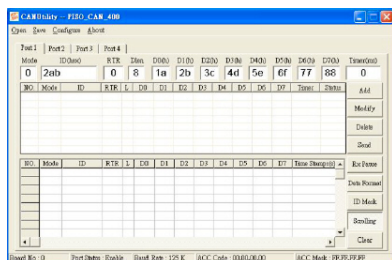 CANUtility -- PISO_CAN_400
Open Save Configure About
Port 1 Port 2 Port 3 Port 4
Mode ID(hex) RTR Dlen D0(h) D1(h) D2(h) D3(h) D4(h) D5(h) D6(h) D7(h) Timer(ms)
0 2ab 0 8 1a 2b 3c 4d 5e 6f 77 88 0
NO. Mode ID RTR L D0 D1 D2 D3 D4 D5 D6 D7 Timer Status
Add
Modify
Delete
Send
NO. Mode ID RTR L D0 D1 D2 D3 D4 D5 D6 D7 Time Stamps(s)
Rx Pause
Data Format
ID Mask
Scrolling
Clear
Board No : 0 Port Status : Enable Baud Rate : 125 K ACC Code : 00,00,00,00 ACC Mask : FF,FF,FF,FF